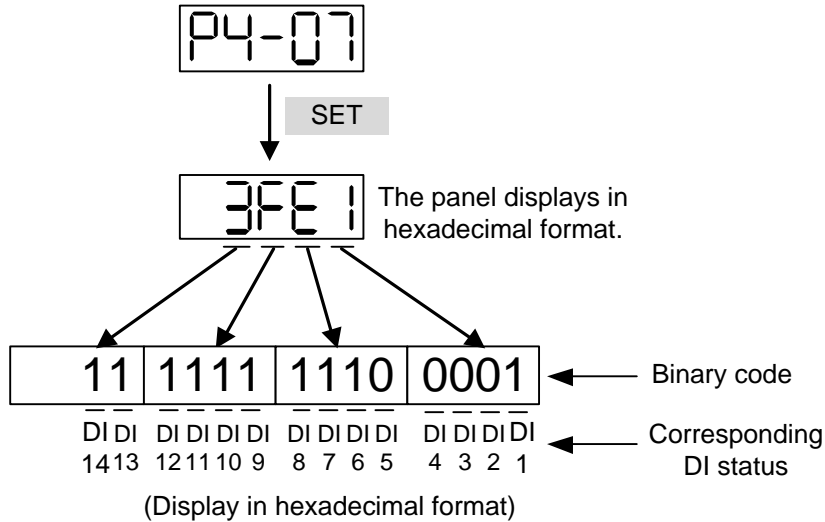 P4-07
SET
3FE1
The panel displays in
hexadecimal format.
11 1111 1110 0001
Binary code
DI DI DI DI DI DI DI DI DI DI DI DI DI DI
14 13 12 11 10 9 8 7 6 5 4 3 2 1
Corresponding
DI status
(Display in hexadecimal format)